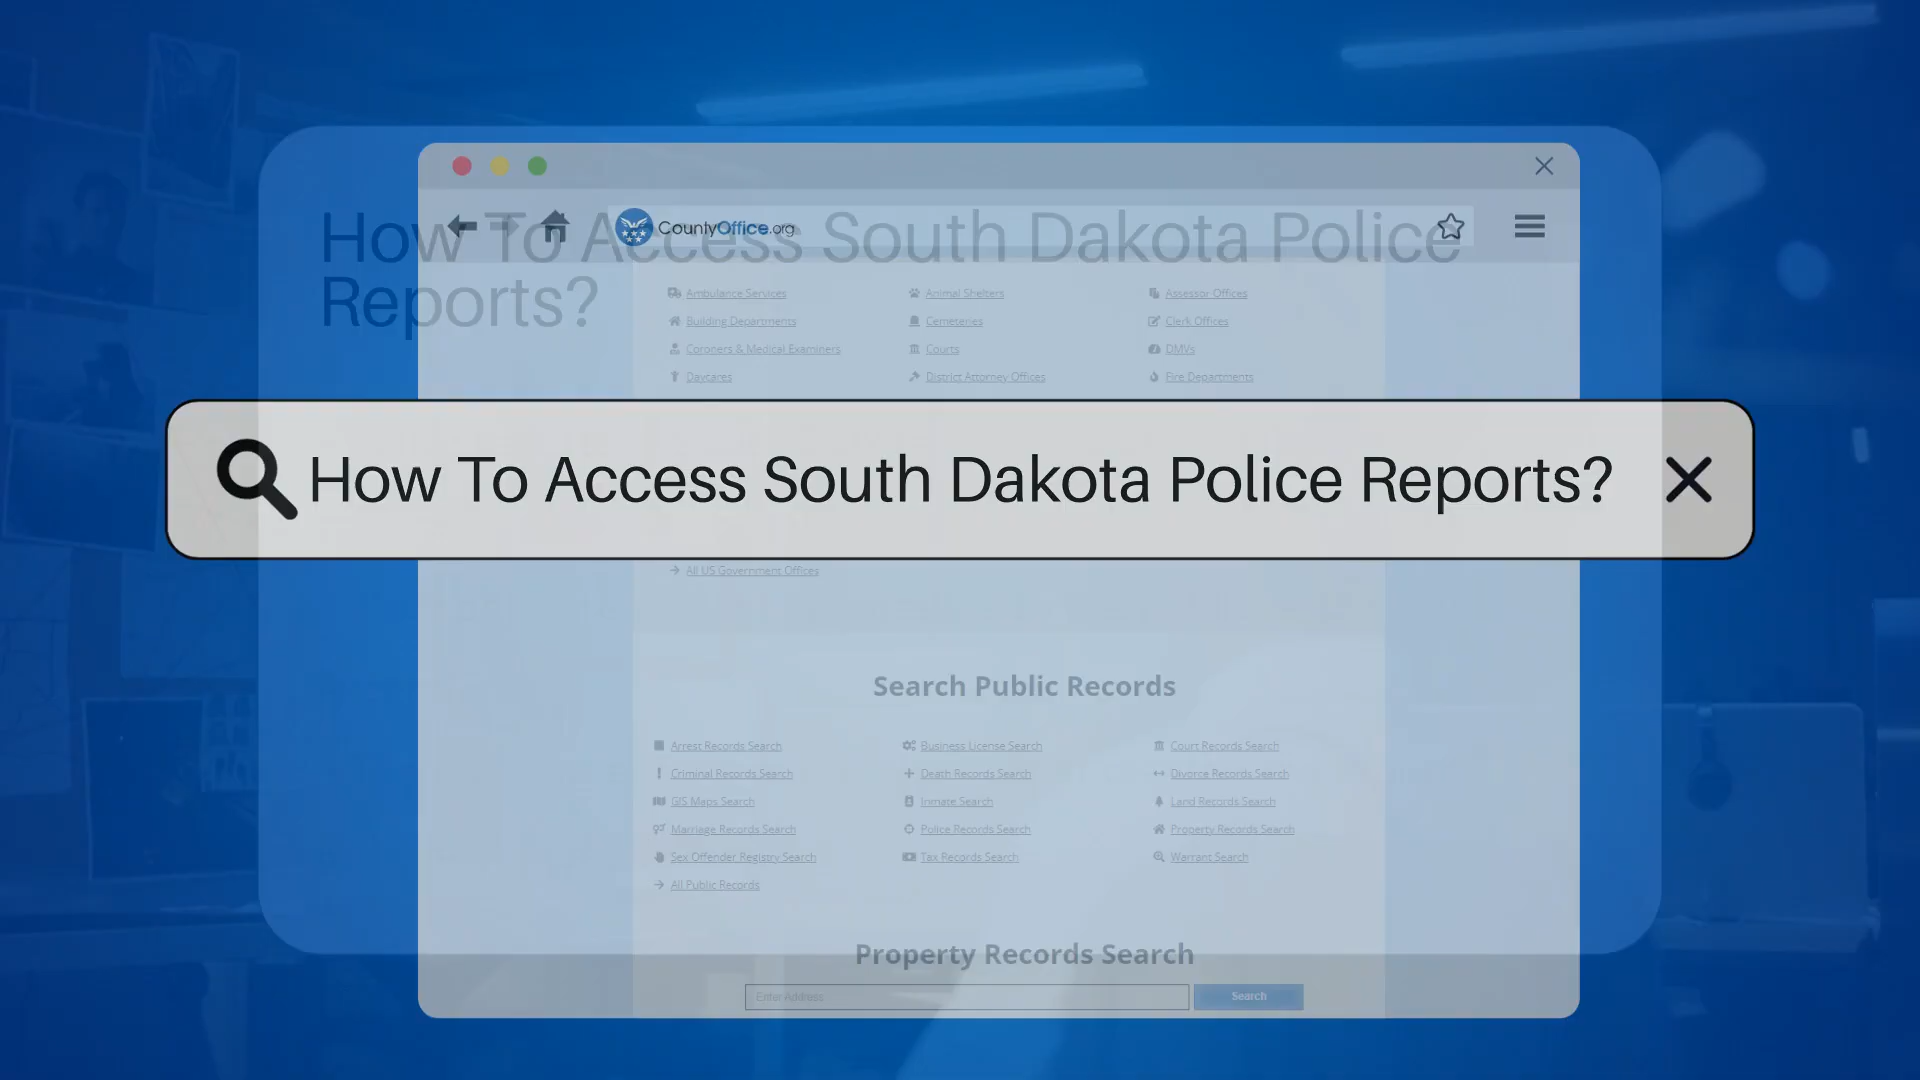 CountyOffice.org
How To Access South Dakota Police
Reports?
Ambulance Services
Animal Shelters
Assessor Offices
Building Departments
Cemeteries
Clerk Offices
Coroners & Medical Examiners
Courts
DMVs
Daycares
District Attorney Offices
Fire Departments
How To Access South Dakota Police Reports?
All US Government Offices
Search Public Records
Arrest Records Search
Business License Search
Court Records Search
Criminal Records Search
Death Records Search
Divorce Records Search
GIS Maps Search
Inmate Search
Land Records Search
Marriage Records Search
Police Records Search
Property Records Search
Sex Offender Registry Search
Tax Records Search
Warrant Search
All Public Records
Property Records Search
Enter Address
Search